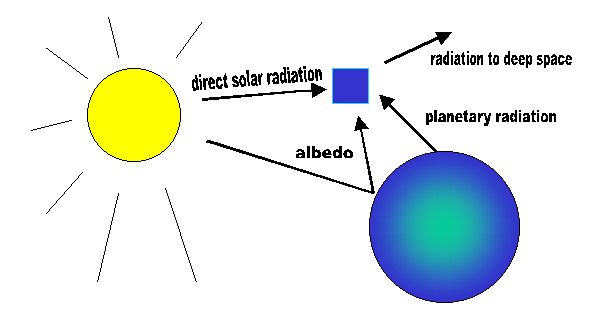 direct solar radiation
radiation to deep space
planetary radiation
albedo